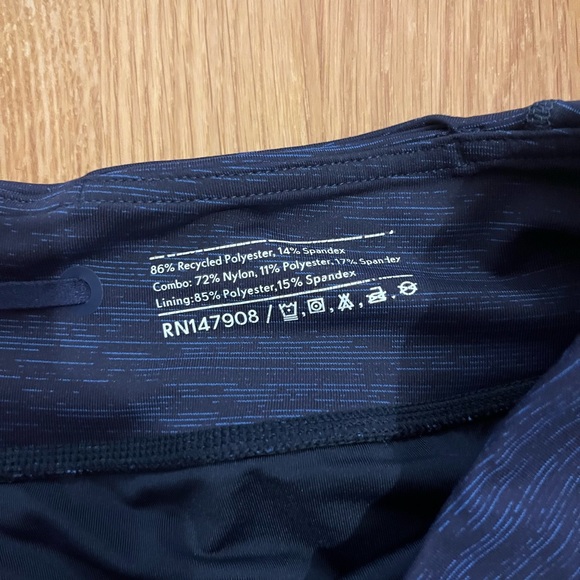 86% Recycled Polyester, 14% Spandex
Combo: 72% Nylon, 11% Polyester, 17% Spandex
Lining: 85% Polyester, 15% Spandex
RN147908 /